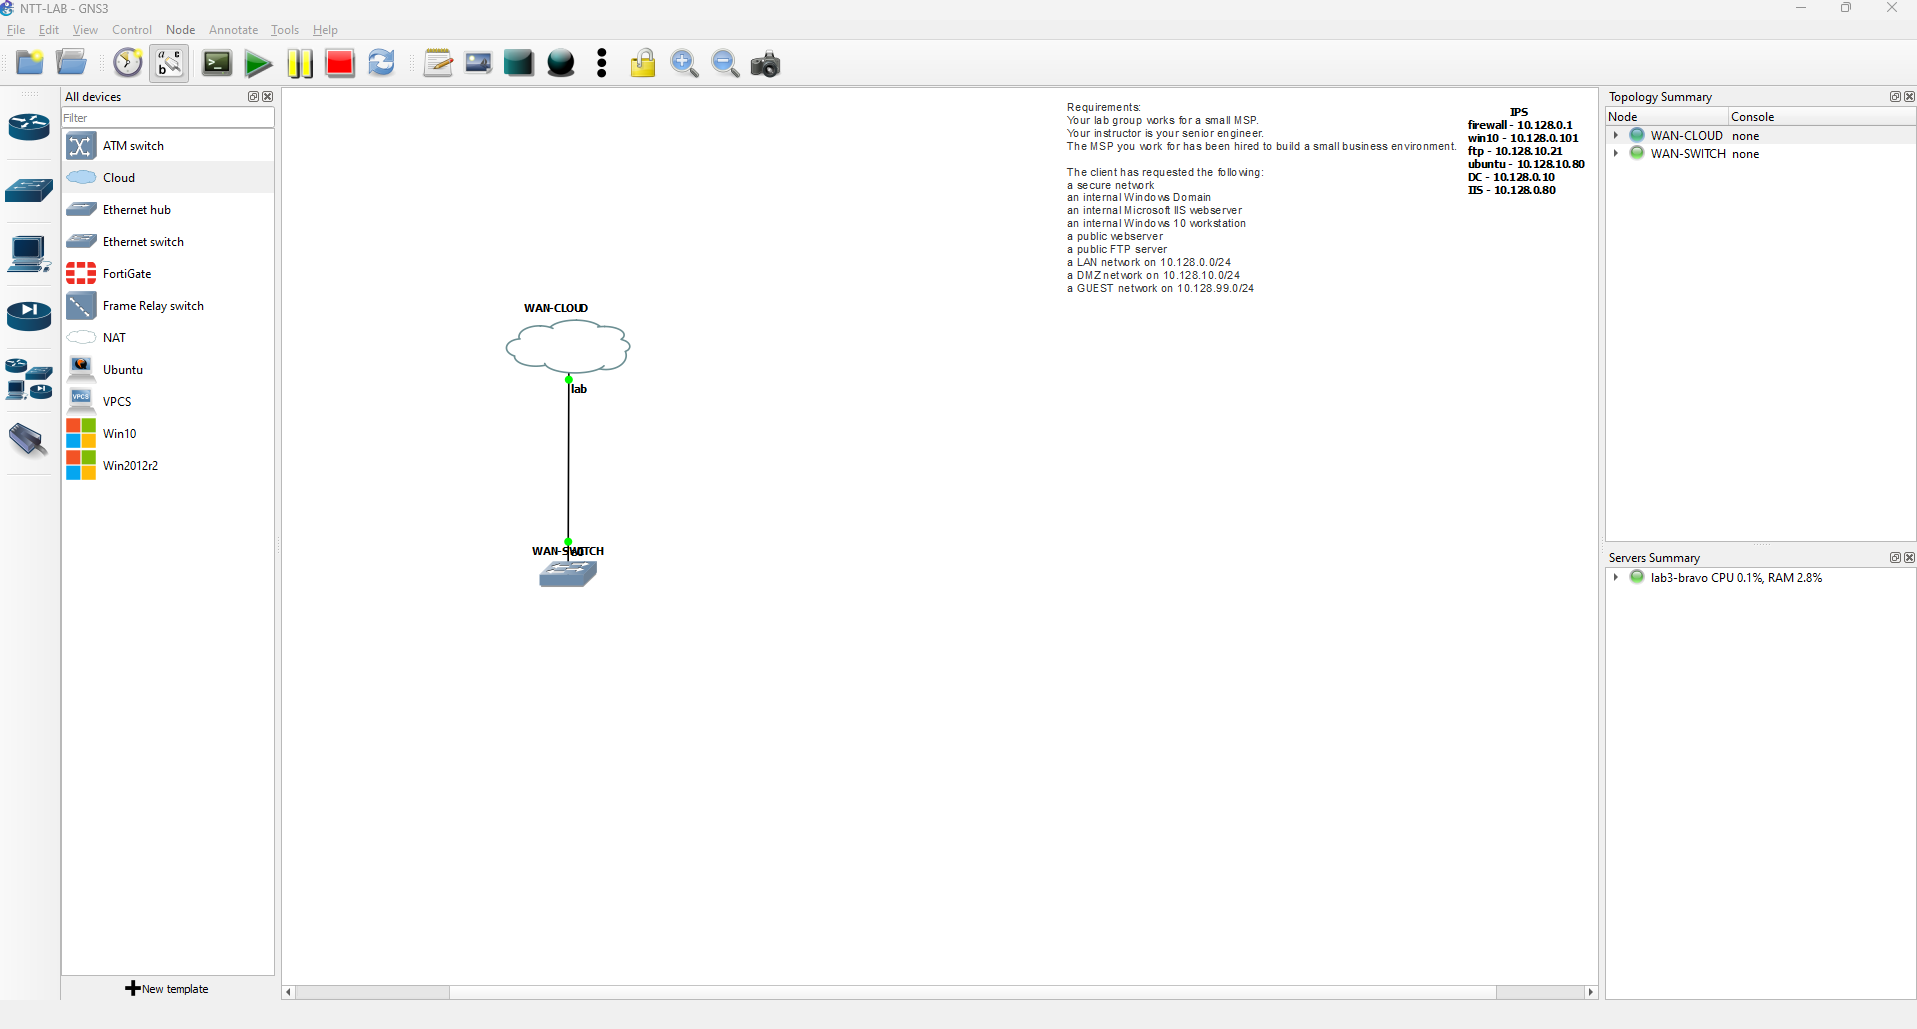 NTT-LAB - GNS3
File Edit View Control Node Annotate Tools Help
All devices
Filter
ATM switch
Cloud
Ethernet hub
Ethernet switch
FortiGate
Frame Relay switch
NAT
Ubuntu
VPCS
VPCS
Win10
Win2012r2
New template
WAN-CLOUD
lab
WAN-SWITCH
Requirements:
Your lab group works for a small MSP.
Your instructor is your senior engineer.
The MSP you work for has been hired to build a small business environment.
The client has requested the following:
a secure network
an internal Windows Domain
an internal Microsoft IIS webserver
an internal Windows 10 workstation
a public webserver
a public FTP server
a LAN network on 10.128.0.0/24
a DMZ network on 10.128.10.0/24
a GUEST network on 10.128.99.0/24
IPS
firewall - 10.128.0.1
win10 - 10.128.0.101
ftp - 10.128.10.21
ubuntu - 10.128.10.80
DC - 10.128.0.10
IIS - 10.128.0.80
Topology Summary
Node Console
WAN-CLOUD none
WAN-SWITCH none
Servers Summary
lab3-bravo CPU 0.1%, RAM 2.8%